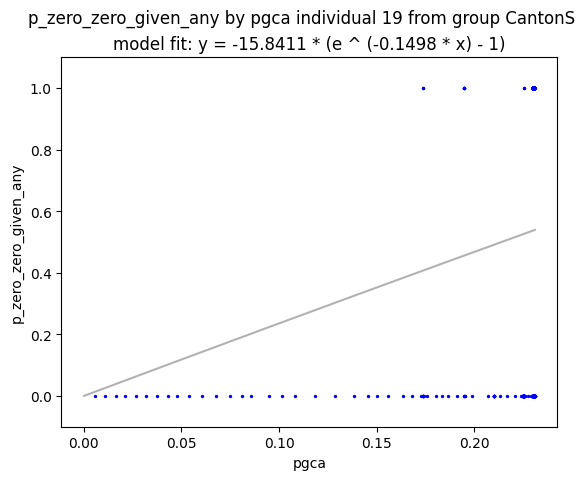 p_zero_zero_given_any by pgca individual 19 from group CantonS
model fit: y = -15.8411 * (e ^ (-0.1498 * x) - 1)
1.0
0.8
0.6
0.4
0.2
0.0
p_zero_zero_given_any
0.00 0.05 0.10 0.15 0.20
pgca